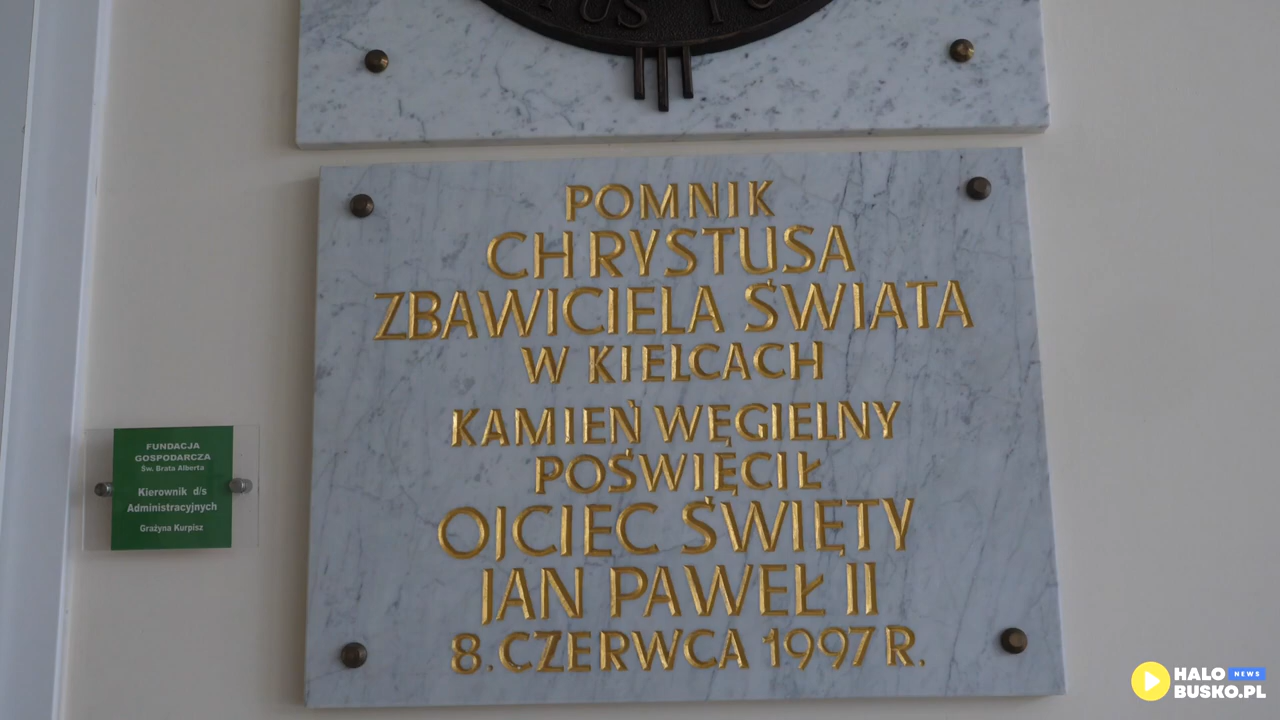 POMNIK
CHRYSTUSA
ZBAWICIELA ŚWIATA
W KIELCACH
KAMIEŃ WĘGIELNY
POŚWIĘCIŁ
OJCIEC ŚWIĘTY
JAN PAWEŁ II
8. CZERWCA 1997 R.
FUNDACJA
GOSPODARCZA
Św. Brata Alberta
Kierownik d/s
Administracyjnych
Grażyna Kurpisz
HALO NEWS
BUSKO.PL